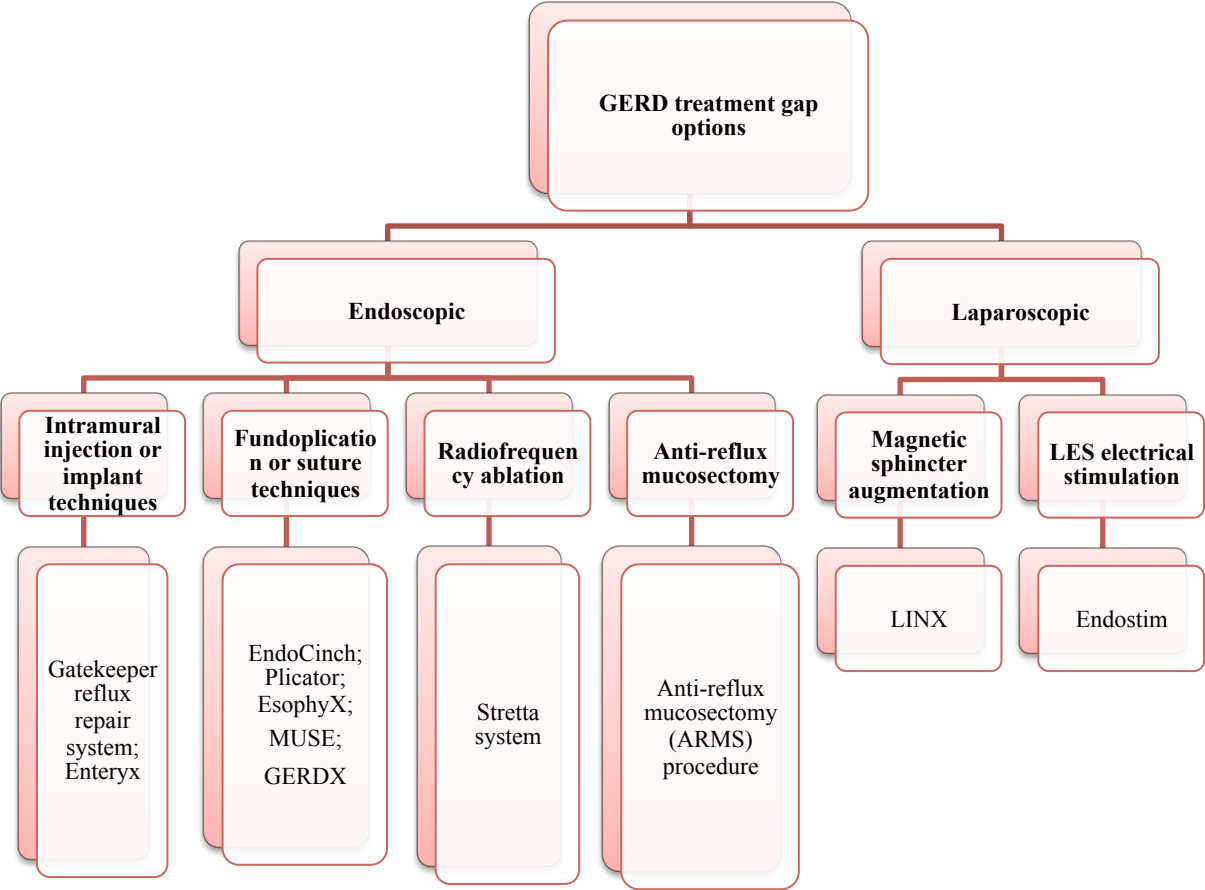 GERD treatment gap
options
Endoscopic
Laparoscopic
Intramural
injection or
implant
techniques
Fundoplicatio
n or suture
techniques
Radiofrequen
cy ablation
Anti-reflux
mucosectomy
Magnetic
sphincter
augmentation
LES electrical
stimulation
Gatekeeper
reflux
repair
system;
Enteryx
EndoCinch;
Plicator;
EsophyX;
MUSE;
GERDX
Stretta
system
Anti-reflux
mucosectomy
(ARMS)
procedure
LINX
Endostim